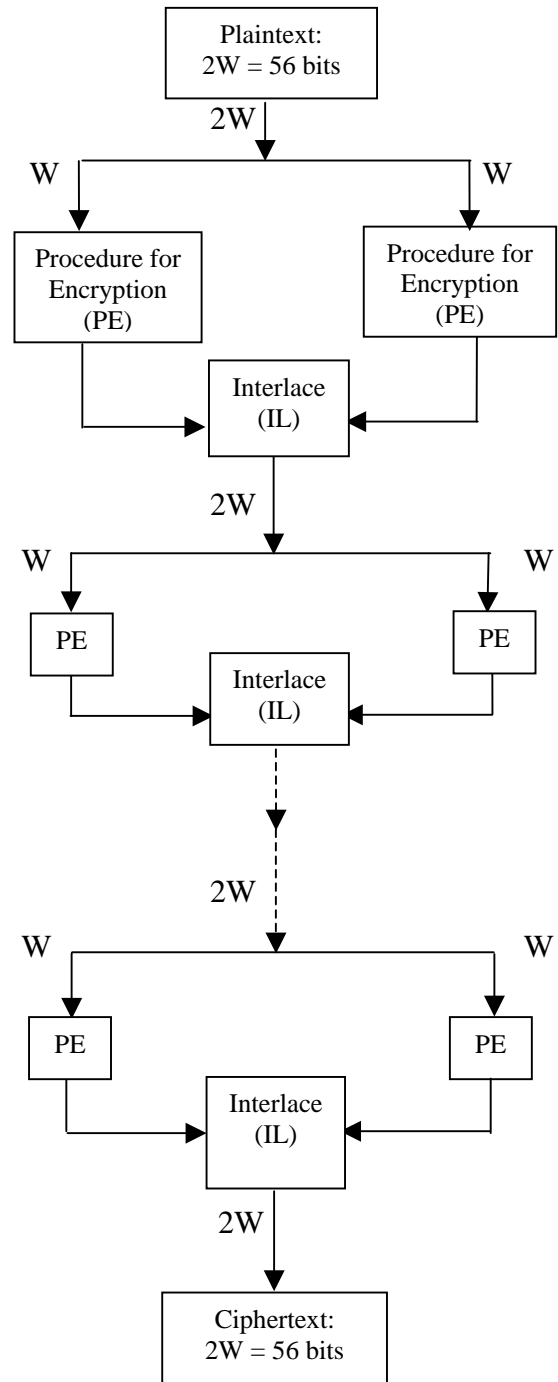 Plaintext:
2W = 56 bits
2W
W W
Procedure for
Encryption
(PE)
Procedure for
Encryption
(PE)
Interlace
(IL)
2W
W W
PE PE
Interlace
(IL)
2W
W W
PE PE
Interlace
(IL)
2W
Ciphertext:
2W = 56 bits